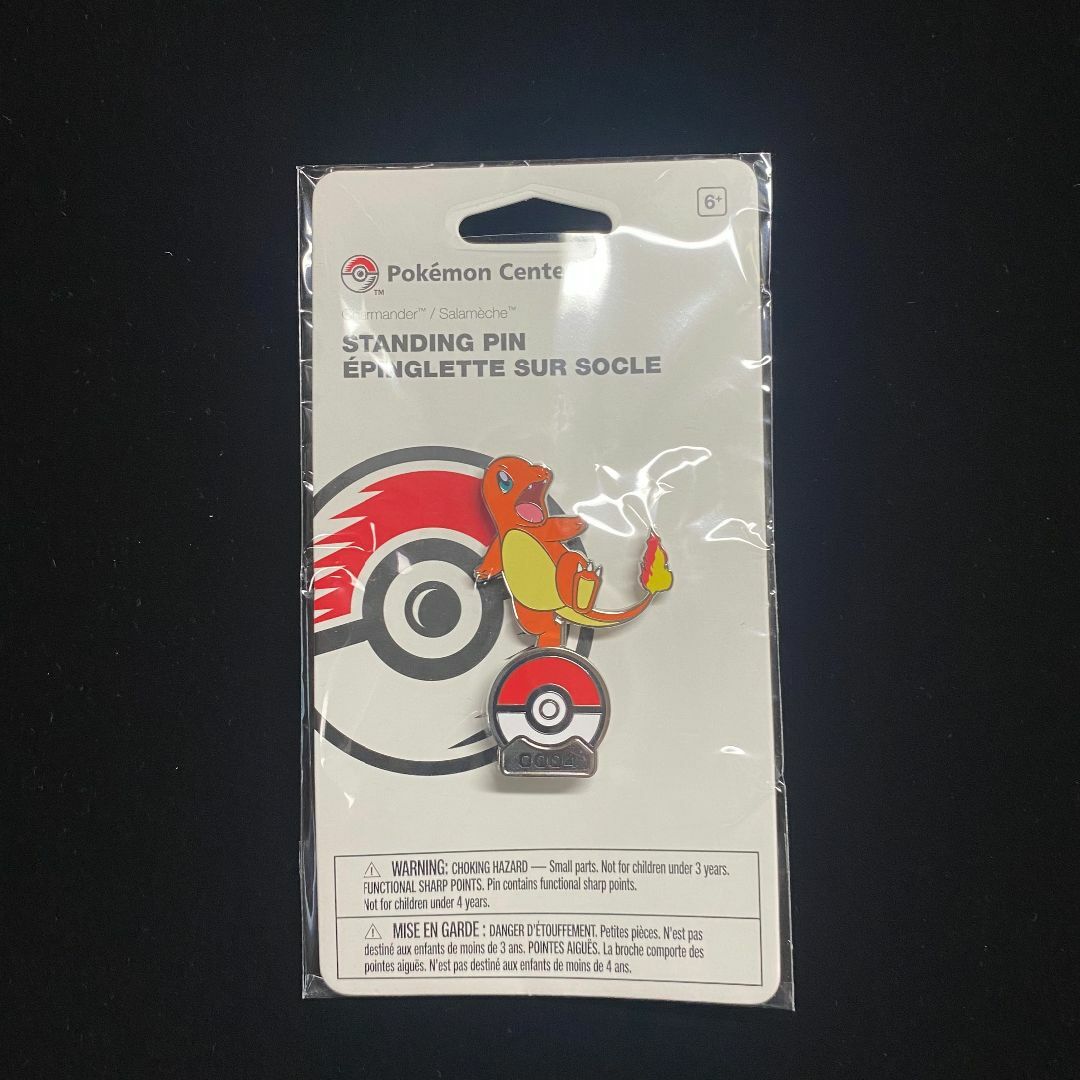 6+
Pokémon Cente
TM
Charmander™ / Salamèche™
STANDING PIN
ÉPINGLETTE SUR SOCLE
0004
WARNING: CHOKING HAZARD — Small parts. Not for children under 3 years.
FUNCTIONAL SHARP POINTS. Pin contains functional sharp points.
Not for children under 4 years.
MISE EN GARDE : DANGER D'ÉTOUFFEMENT. Petites pièces. N'est pas
destiné aux enfants de moins de 3 ans. POINTES AIGUËS. La broche comporte des
pointes aiguës. N'est pas destiné aux enfants de moins de 4 ans.